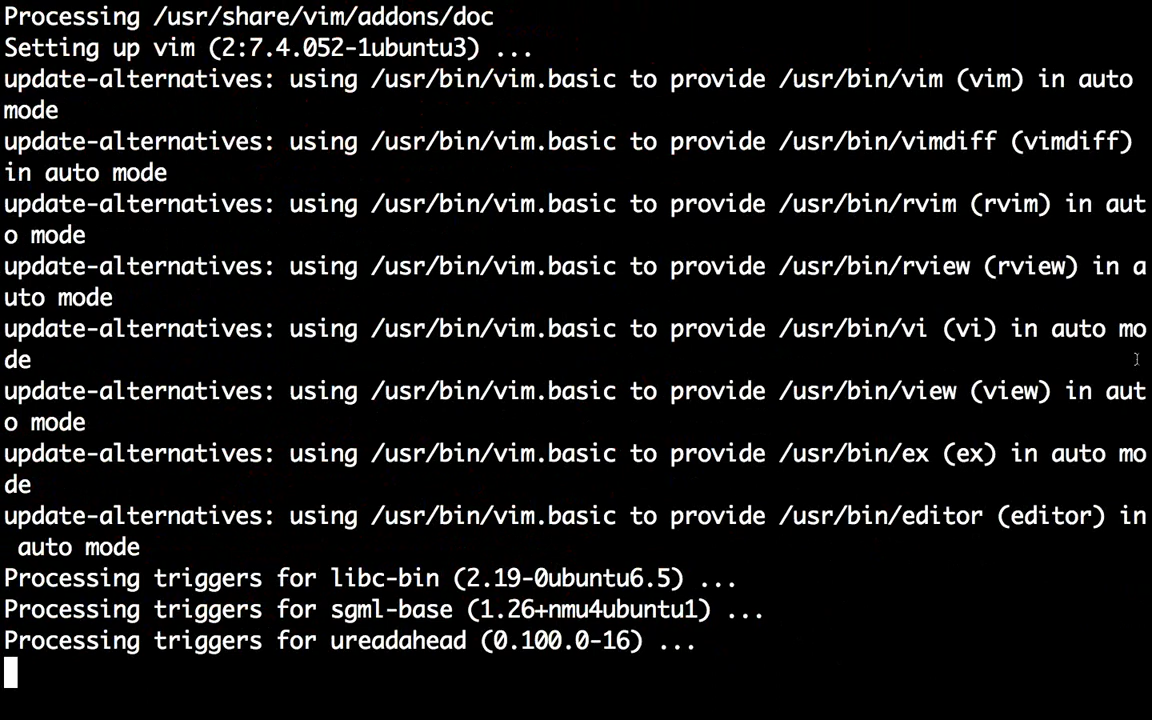 Processing /usr/share/vim/addons/doc
Setting up vim (2:7.4.052-1ubuntu3) ...
update-alternatives: using /usr/bin/vim.basic to provide /usr/bin/vim (vim) in auto
mode
update-alternatives: using /usr/bin/vim.basic to provide /usr/bin/vimdiff (vimdiff)
in auto mode
update-alternatives: using /usr/bin/vim.basic to provide /usr/bin/rvim (rvim) in aut
o mode
update-alternatives: using /usr/bin/vim.basic to provide /usr/bin/rview (rview) in a
uto mode
update-alternatives: using /usr/bin/vim.basic to provide /usr/bin/vi (vi) in auto mo
de
update-alternatives: using /usr/bin/vim.basic to provide /usr/bin/view (view) in aut
o mode
update-alternatives: using /usr/bin/vim.basic to provide /usr/bin/ex (ex) in auto mo
de
update-alternatives: using /usr/bin/vim.basic to provide /usr/bin/editor (editor) in
 auto mode
Processing triggers for libc-bin (2.19-0ubuntu6.5) ...
Processing triggers for sgml-base (1.26+nmu4ubuntu1) ...
Processing triggers for ureadahead (0.100.0-16) ...